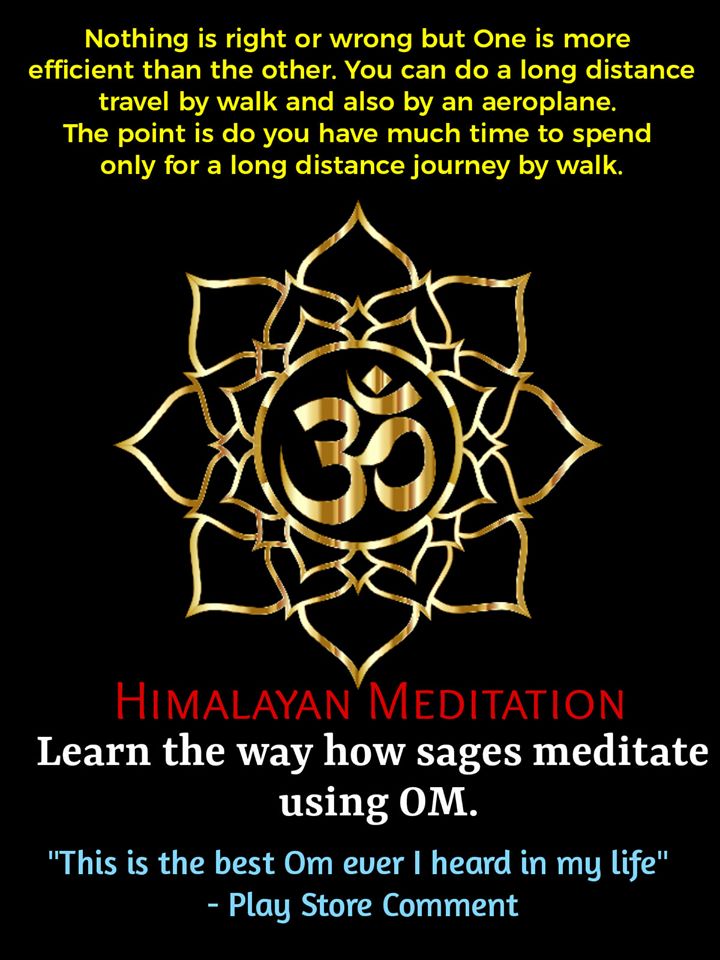 Nothing is right or wrong but One is more
efficient than the other. You can do a long distance
travel by walk and also by an aeroplane.
The point is do you have much time to spend
only for a long distance journey by walk.
ॐ
HIMALAYAN MEDITATION
Learn the way how sages meditate
using OM.
"This is the best Om ever I heard in my life"
- Play Store Comment